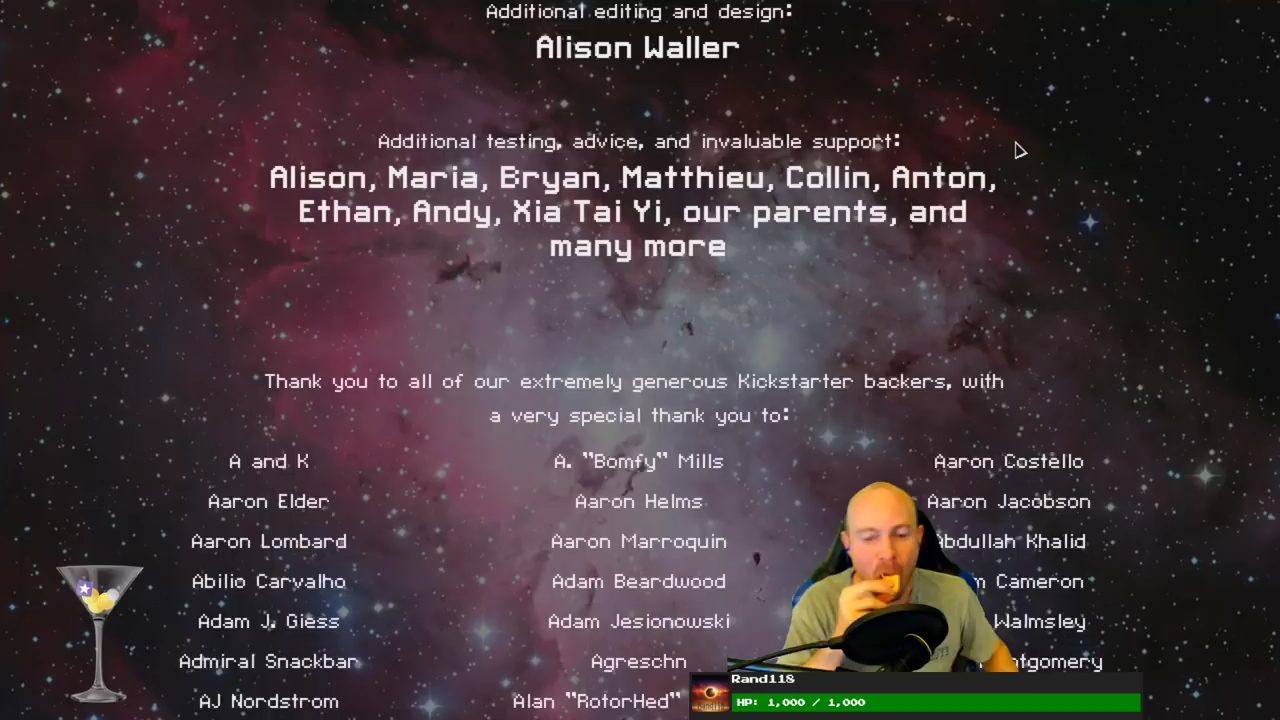 Additional editing and design:
Alison Waller
Additional testing, advice, and invaluable support:
Alison, Maria, Bryan, Matthieu, Collin, Anton,
Ethan, Andy, Xia Tai Yi, our parents, and
many more
Thank you to all of our extremely generous Kickstarter backers, with
a very special thank you to:
A and K A. "Bomfy" Mills Aaron Costello
Aaron Elder Aaron Helms Aaron Jacobson
Aaron Lombard Aaron Marroquin Khalid
Abilio Carvalho Adam Beardwood Cameron
Adam J. Giess Adam Jesionowski Walmsley
Admiral Snackbar Agreschn
AJ Nordstrom Alan "RotorHed"
Rand118
HP: 1,000 / 1,000